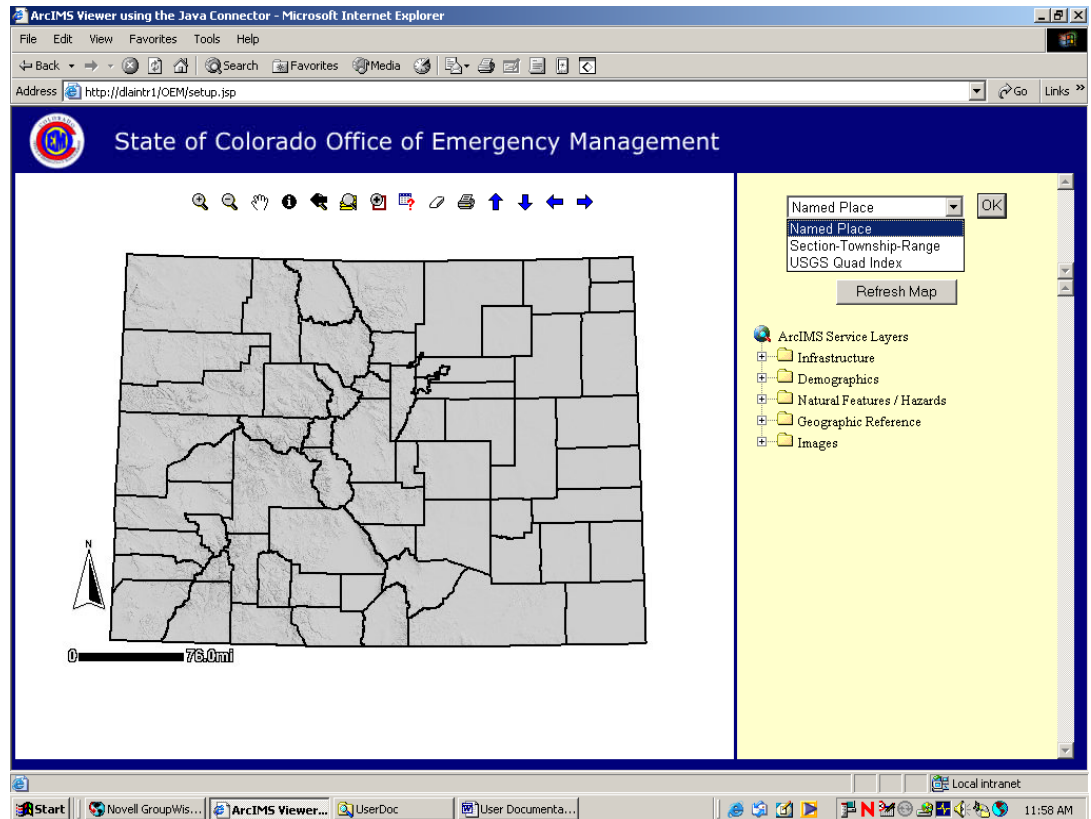 ArcIMS Viewer using the Java Connector - Microsoft Internet Explorer
File Edit View Favorites Tools Help
Back Search Favorites Media
Address http://dlaintr1/OEM/setup.jsp Go Links »
State of Colorado Office of Emergency Management
Named Place OK
Named Place
Section-Township-Range
USGS Quad Index
Refresh Map
ArcIMS Service Layers
Infrastructure
Demographics
Natural Features / Hazards
Geographic Reference
Images
N
0 76.0mi
Local intranet
Start Novell GroupWis... ArcIMS Viewer... UserDoc User Documenta... 11:58 AM